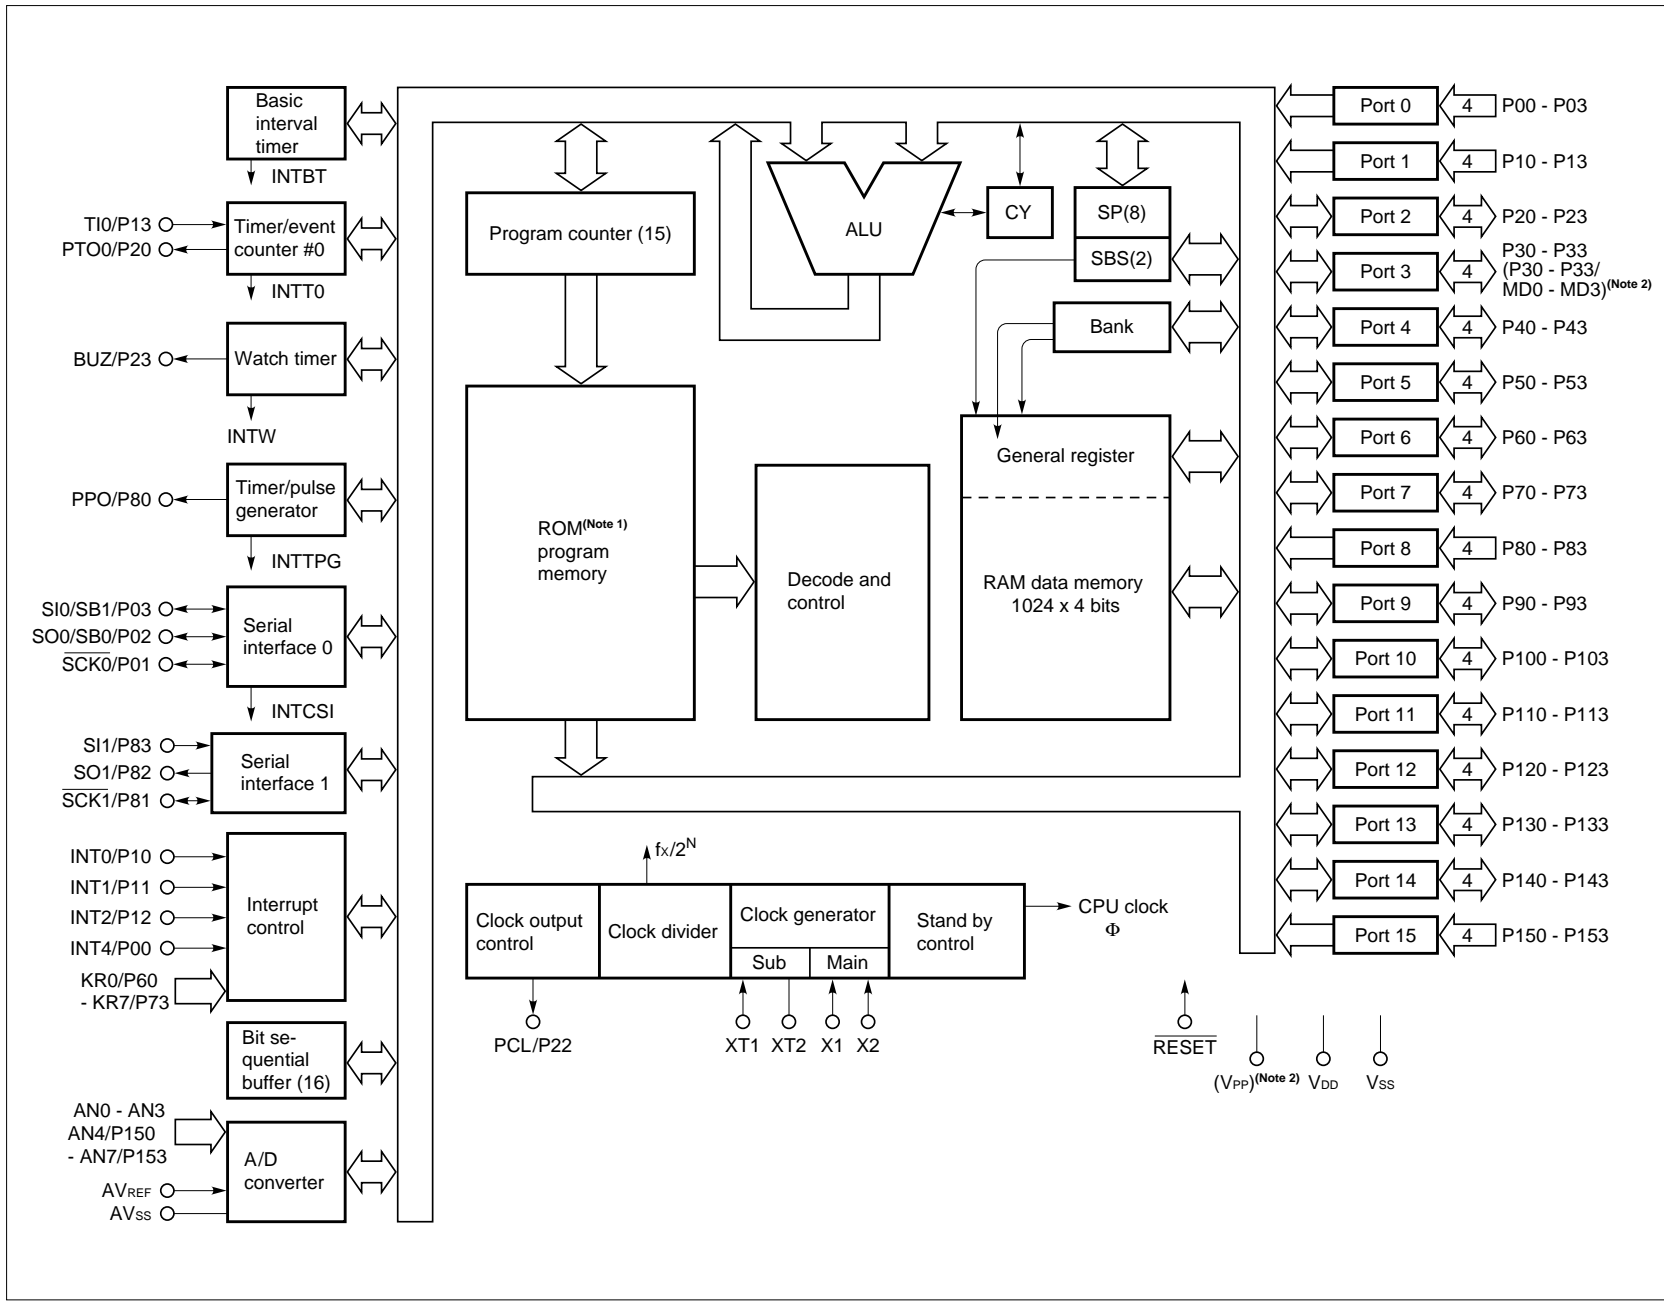 Basic
interval
timer
INTBT
TI0/P13
PTO0/P20
Timer/event
counter #0
INTT0
BUZ/P23
Watch timer
INTW
PPO/P80
Timer/pulse
generator
INTTPG
SI0/SB1/P03
SO0/SB0/P02
SCK0/P01
Serial
interface 0
INTCSI
SI1/P83
SO1/P82
SCK1/P81
Serial
interface 1
INT0/P10
INT1/P11
INT2/P12
INT4/P00
KR0/P60
- KR7/P73
Interrupt
control
Bit se-
quential
buffer (16)
AN0 - AN3
AN4/P150
- AN7/P153
AVREF
AVSS
A/D
converter
Program counter (15)
ALU
CY
SP(8)
SBS(2)
Bank
ROM(Note 1)
program
memory
Decode and
control
General register
RAM data memory
1024 x 4 bits
fX/2N
Clock output
control
Clock divider
Clock generator
Sub
Main
Stand by
control
CPU clock
Φ
PCL/P22
XT1
XT2
X1
X2
RESET
(VPP)(Note 2)
VDD
VSS
Port 0 4 P00 - P03
Port 1 4 P10 - P13
Port 2 4 P20 - P23
Port 3 4 P30 - P33
(P30 - P33/
MD0 - MD3)(Note 2)
Port 4 4 P40 - P43
Port 5 4 P50 - P53
Port 6 4 P60 - P63
Port 7 4 P70 - P73
Port 8 4 P80 - P83
Port 9 4 P90 - P93
Port 10 4 P100 - P103
Port 11 4 P110 - P113
Port 12 4 P120 - P123
Port 13 4 P130 - P133
Port 14 4 P140 - P143
Port 15 4 P150 - P153